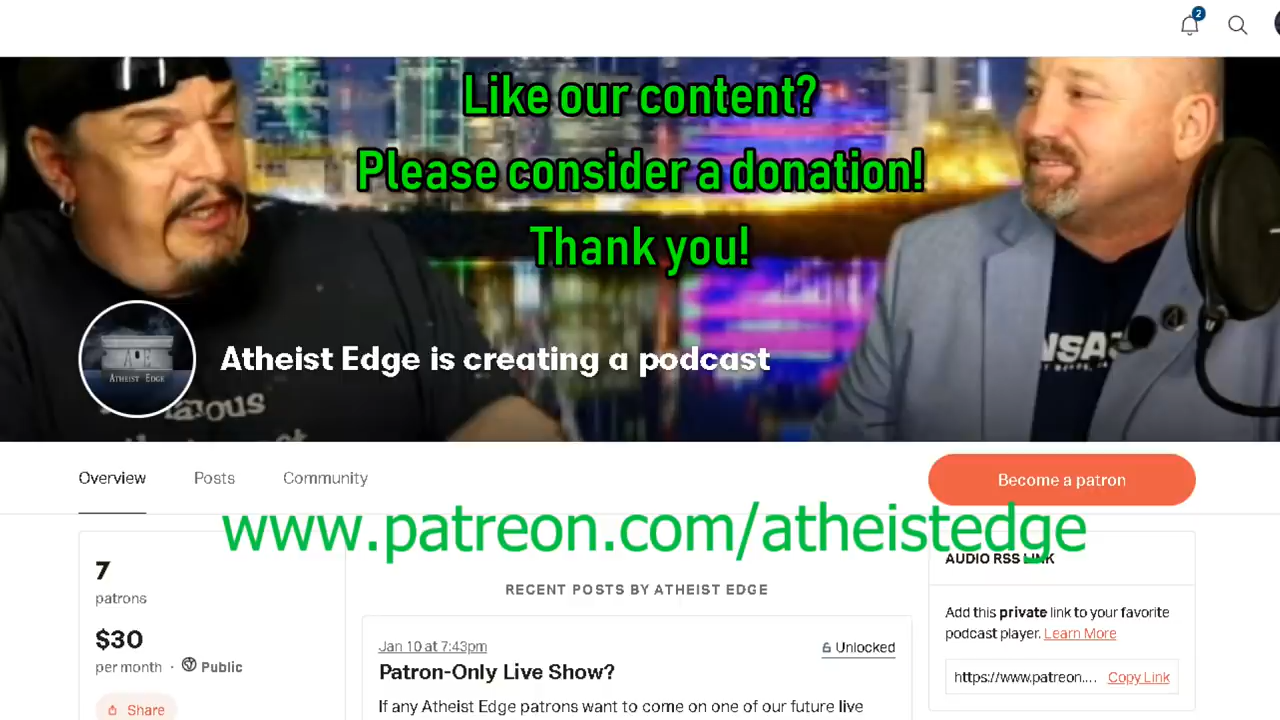 2
Like our content?
Please consider a donation!
Thank you!
Atheist Edge is creating a podcast
AE
ATHEIST EDGE
Overview
Posts
Community
Become a patron
www.patreon.com/atheistedge
7
patrons
$30
per month · Public
Share
RECENT POSTS BY ATHEIST EDGE
Jan 10 at 7:43pm
Unlocked
Patron-Only Live Show?
If any Atheist Edge patrons want to come on one of our future live
AUDIO RSS LINK
Add this private link to your favorite
podcast player. Learn More
https://www.patreon.... Copy Link